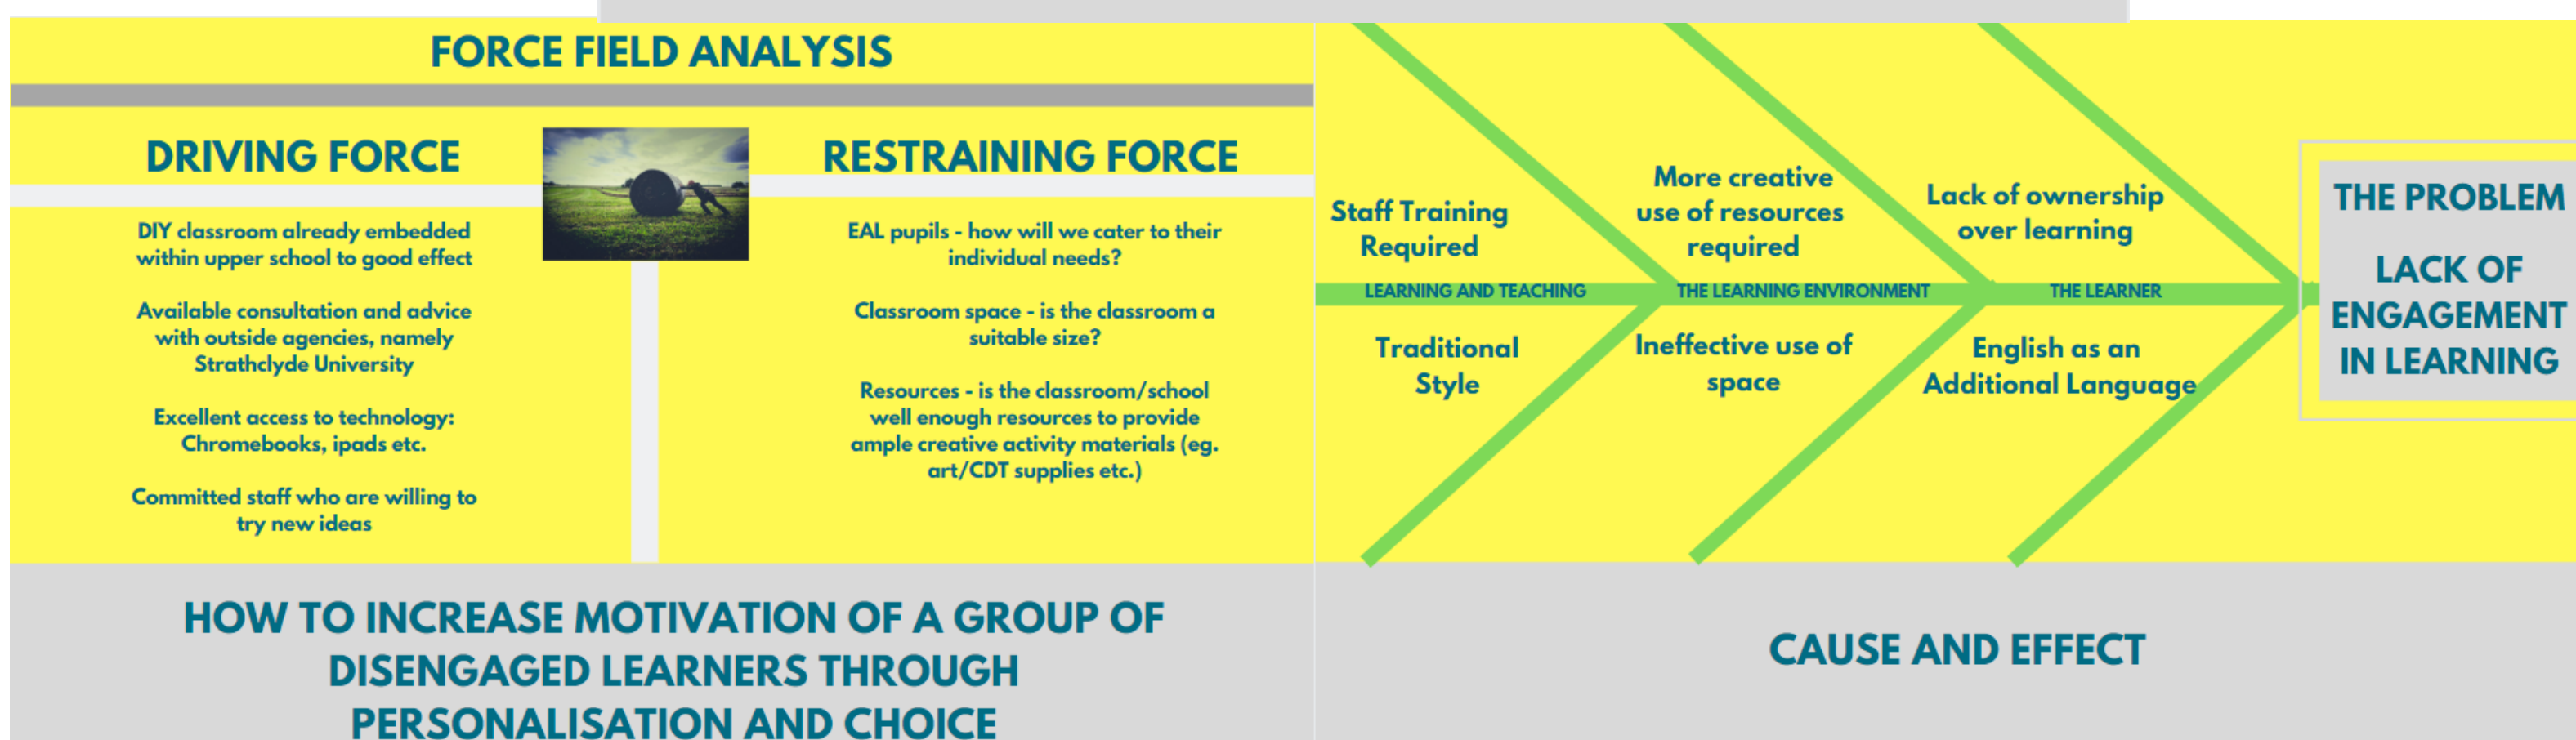 FORCE FIELD ANALYSIS
DRIVING FORCE
DIY classroom already embedded
within upper school to good effect
Available consultation and advice
with outside agencies, namely
Strathclyde University
Excellent access to technology:
Chromebooks, ipads etc.
Committed staff who are willing to
try new ideas
RESTRAINING FORCE
EAL pupils - how will we cater to their
individual needs?
Classroom space - is the classroom a
suitable size?
Resources - is the classroom/school
well enough resources to provide
ample creative activity materials (eg.
art/CDT supplies etc.)
HOW TO INCREASE MOTIVATION OF A GROUP OF
DISENGAGED LEARNERS THROUGH
PERSONALISATION AND CHOICE
Staff Training
Required
LEARNING AND TEACHING
Traditional
Style
More creative
use of resources
required
THE LEARNING ENVIRONMENT
Ineffective use of
space
Lack of ownership
over learning
THE LEARNER
English as an
Additional Language
THE PROBLEM
LACK OF
ENGAGEMENT
IN LEARNING
CAUSE AND EFFECT